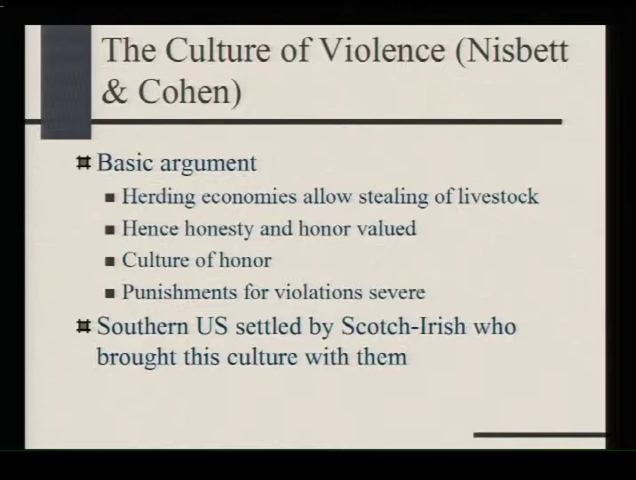 The Culture of Violence (Nisbett
& Cohen)
Basic argument
Herding economies allow stealing of livestock
Hence honesty and honor valued
Culture of honor
Punishments for violations severe
Southern US settled by Scotch-Irish who
brought this culture with them